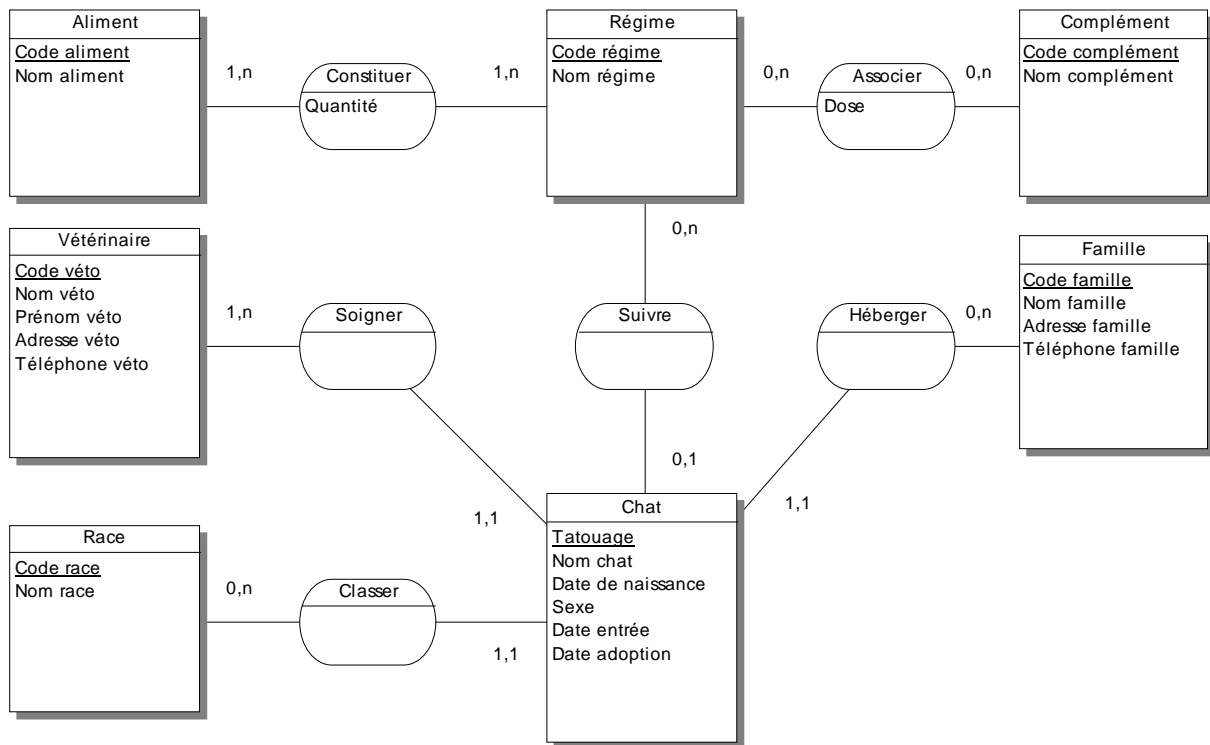 Aliment
Code aliment
Nom aliment
1,n
Constituer
Quantité
1,n
Régime
Code régime
Nom régime
0,n
Associer
Dose
0,n
Complément
Code complément
Nom complément
Vétérinaire
Code véto
Nom véto
Prénom véto
Adresse véto
Téléphone véto
1,n
Soigner
1,1
0,n
Suivre
0,1
Héberger
0,n
1,1
Famille
Code famille
Nom famille
Adresse famille
Téléphone famille
Race
Code race
Nom race
0,n
Classer
1,1
Chat
Tatouage
Nom chat
Date de naissance
Sexe
Date entrée
Date adoption